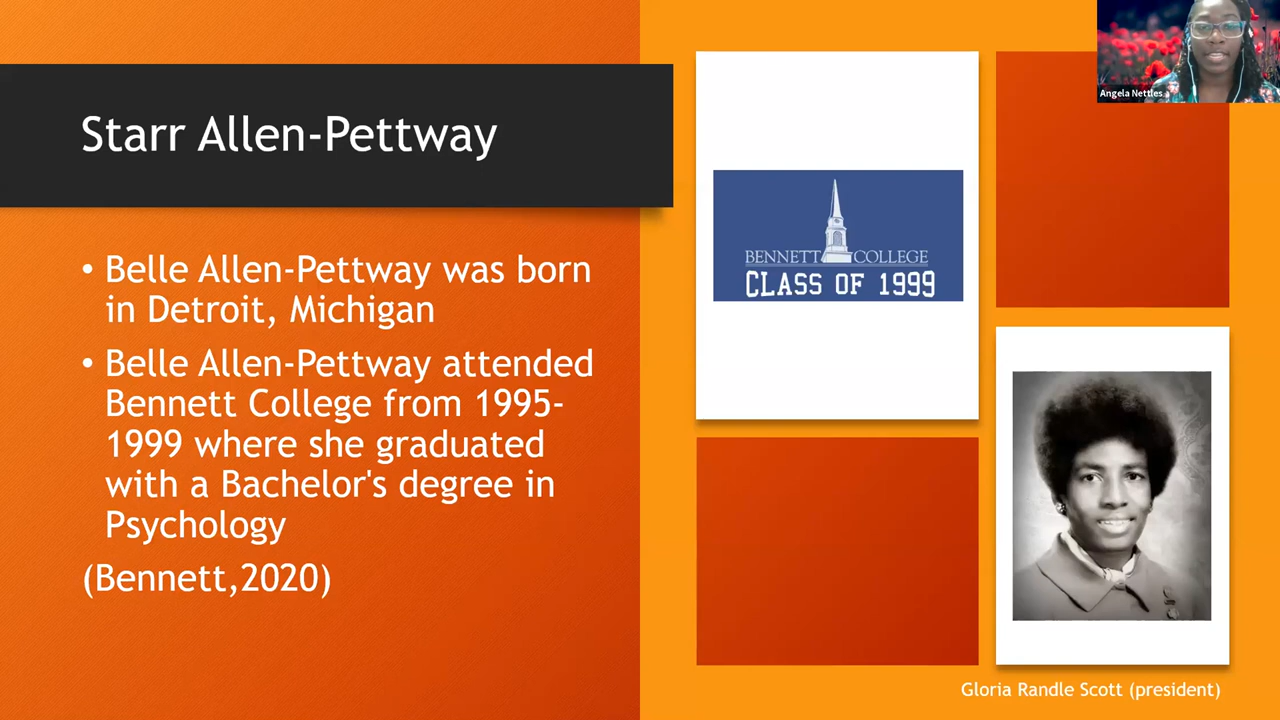 Starr Allen-Pettway
• Belle Allen-Pettway was born
in Detroit, Michigan
• Belle Allen-Pettway attended
Bennett College from 1995-
1999 where she graduated
with a Bachelor's degree in
Psychology
(Bennett,2020)
BENNETT COLLEGE
CLASS OF 1999
Angela Nettles
Gloria Randle Scott (president)